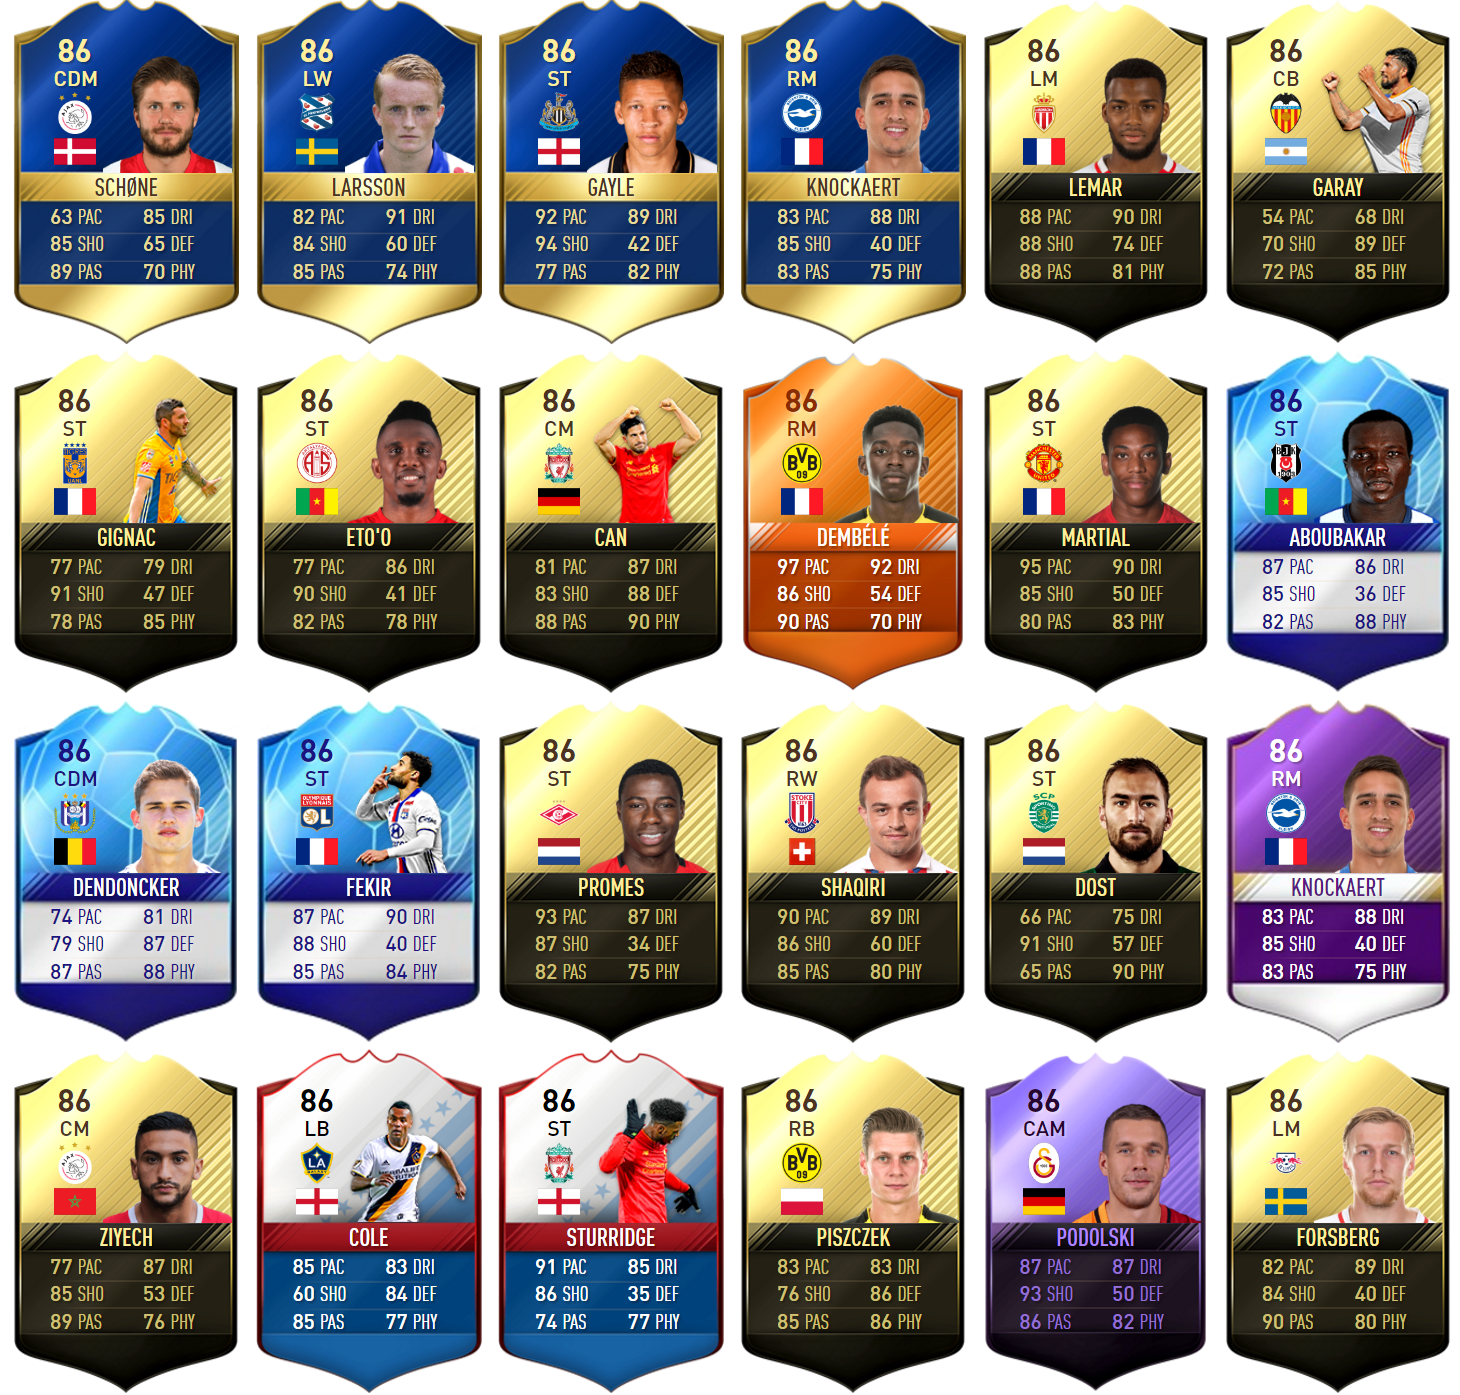 86 86 86 86 86 86
CDM LW ST RM LM CB
SCHØNE LARSSON GAYLE KNOCKAERT LEMAR GARAY
63 PAC 85 DRI 82 PAC 91 DRI 92 PAC 89 DRI 83 PAC 88 DRI 88 PAC 90 DRI 54 PAC 68 DRI
85 SHO 65 DEF 84 SHO 60 DEF 94 SHO 42 DEF 85 SHO 40 DEF 88 SHO 74 DEF 70 SHO 89 DEF
89 PAS 70 PHY 85 PAS 74 PHY 77 PAS 82 PHY 83 PAS 75 PHY 88 PAS 81 PHY 72 PAS 85 PHY
86 86 86 86 86 86
ST ST CM RM ST ST
GIGNAC ETO'O CAN DEMBÉLÉ MARTIAL ABOUBAKAR
77 PAC 79 DRI 77 PAC 86 DRI 81 PAC 87 DRI 97 PAC 92 DRI 95 PAC 90 DRI 87 PAC 86 DRI
91 SHO 47 DEF 90 SHO 41 DEF 83 SHO 88 DEF 86 SHO 54 DEF 85 SHO 50 DEF 85 SHO 36 DEF
78 PAS 85 PHY 82 PAS 78 PHY 88 PAS 90 PHY 90 PAS 70 PHY 80 PAS 83 PHY 82 PAS 88 PHY
86 86 86 86 86 86
CDM ST ST RW ST RM
DENDONCKER FEKIR PROMES SHAQIRI DOST KNOCKAERT
74 PAC 81 DRI 87 PAC 90 DRI 93 PAC 87 DRI 90 PAC 89 DRI 66 PAC 75 DRI 83 PAC 88 DRI
79 SHO 87 DEF 88 SHO 40 DEF 87 SHO 34 DEF 86 SHO 60 DEF 91 SHO 57 DEF 85 SHO 40 DEF
87 PAS 88 PHY 85 PAS 84 PHY 82 PAS 75 PHY 85 PAS 80 PHY 65 PAS 90 PHY 83 PAS 75 PHY
86 86 86 86 86 86
CM LB ST RB CAM LM
ZIYECH COLE STURRIDGE PISZCZEK PODOLSKI FORSBERG
77 PAC 87 DRI 85 PAC 83 DRI 91 PAC 85 DRI 83 PAC 83 DRI 87 PAC 87 DRI 82 PAC 89 DRI
85 SHO 53 DEF 60 SHO 84 DEF 86 SHO 35 DEF 76 SHO 86 DEF 93 SHO 50 DEF 84 SHO 40 DEF
89 PAS 76 PHY 85 PAS 77 PHY 74 PAS 77 PHY 85 PAS 86 PHY 86 PAS 82 PHY 90 PAS 80 PHY